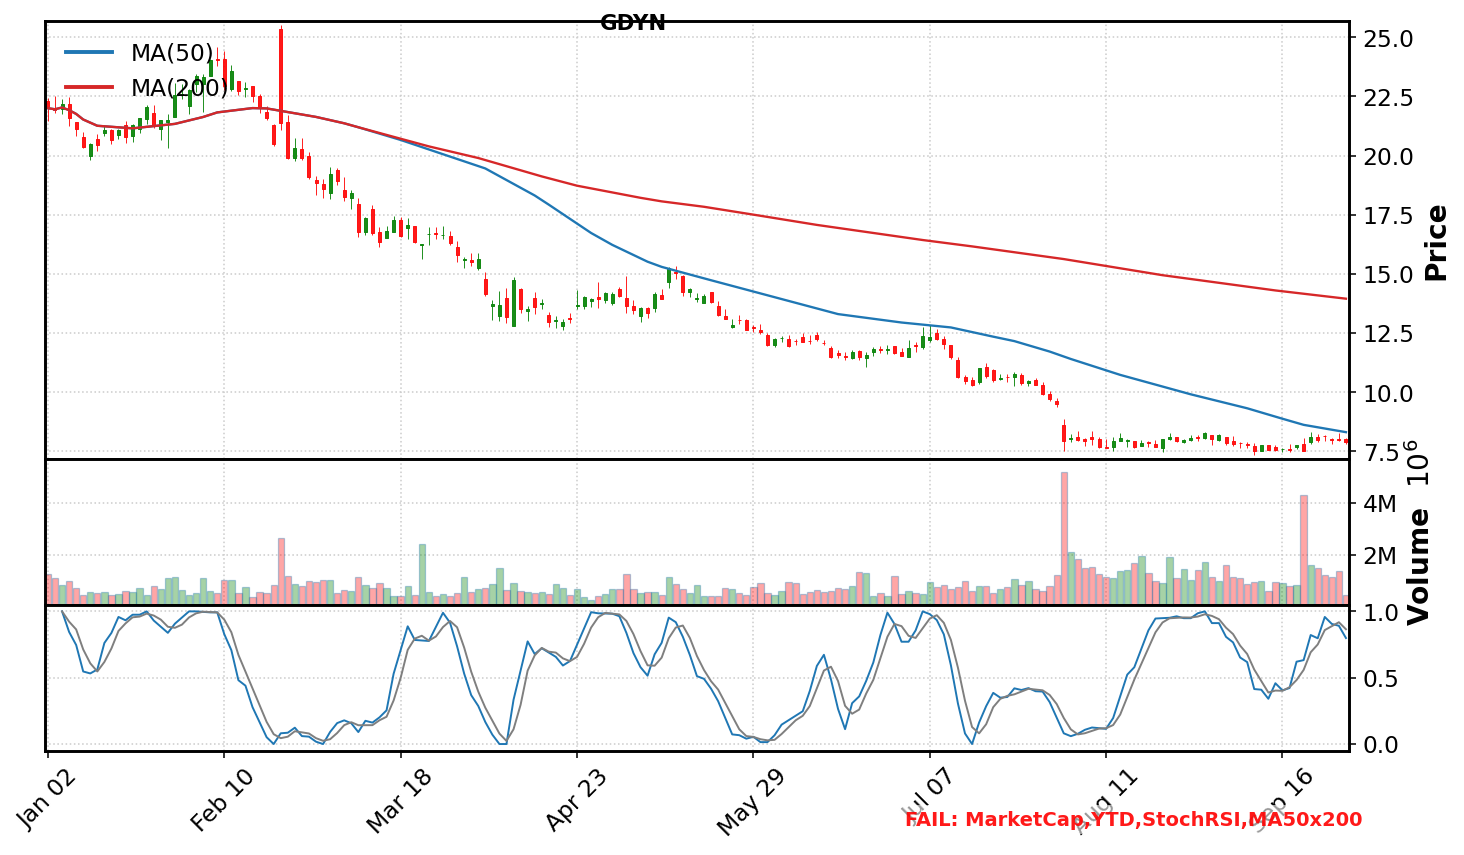 GDYN
MA(50)
MA(200)
25.0
22.5
20.0
17.5
15.0
12.5
10.0
7.5
Price
10^6
4M
2M
Volume
1.0
0.5
0.0
Jan 02
Feb 10
Mar 18
Apr 23
May 29
Jul 07
Aug 11
Sep 16
FAIL: MarketCap,YTD,StochRSI,MA50x200